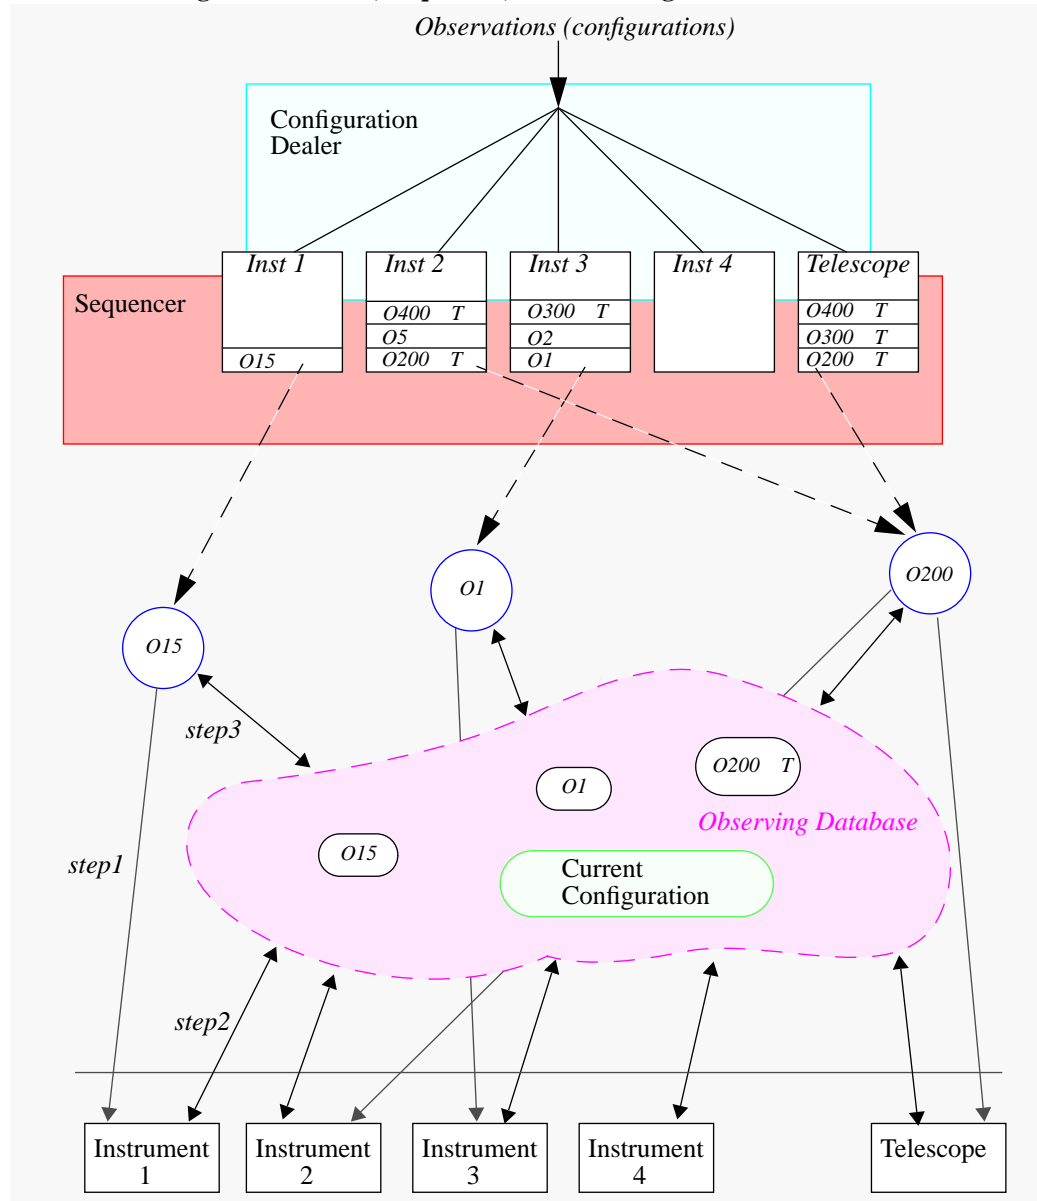 Observations (configurations)
Configuration
Dealer
Inst 1
Inst 2
Inst 3
Inst 4
Telescope
Sequencer
O400 T
O300 T
O400 T
O5
O2
O300 T
O15
O200 T
O1
O200 T
O1
O200
O15
step3
O200 T
O1
Observing Database
O15
step1
Current
Configuration
step2
Instrument
1
Instrument
2
Instrument
3
Instrument
4
Telescope